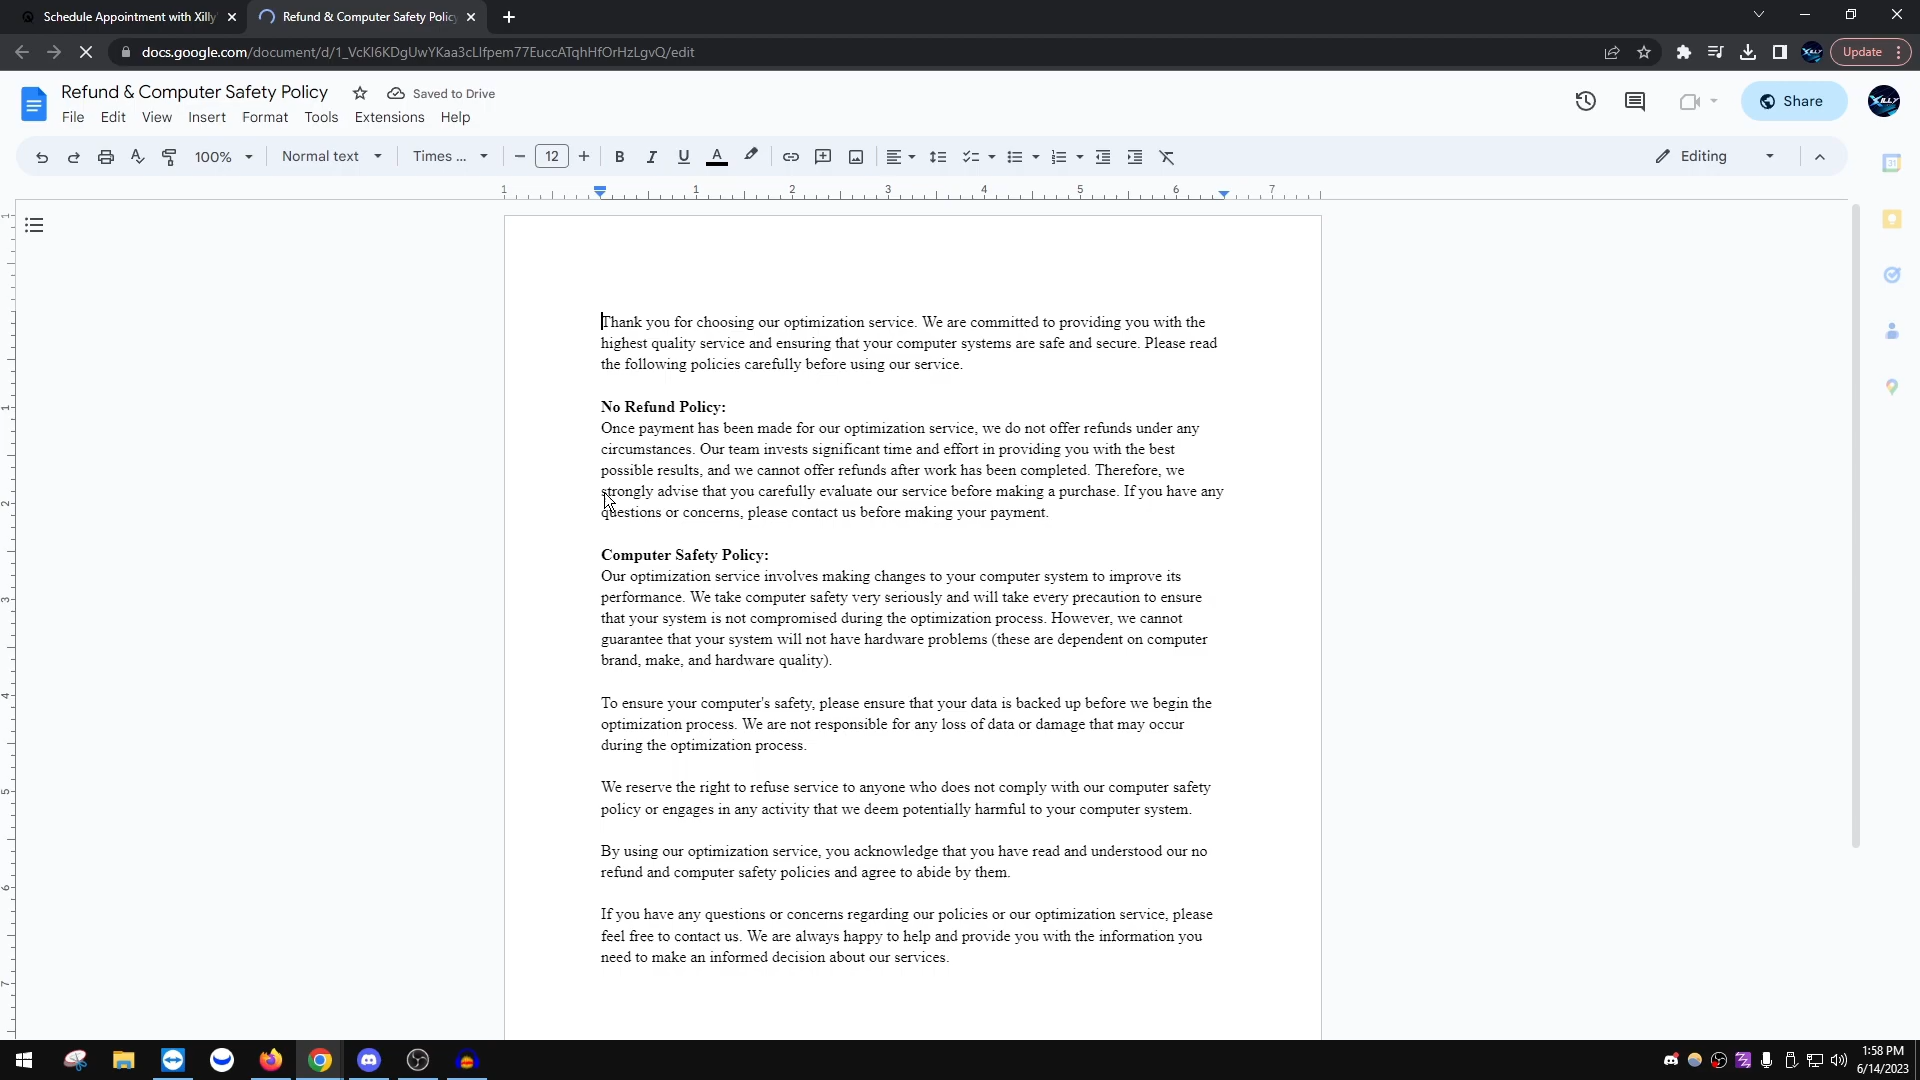 Schedule Appointment with Xilly
Refund & Computer Safety Policy
docs.google.com/document/d/1_VcKl6KDgUwYKaa3cLlfpem77EuccATqhHfOrHzLgvQ/edit
Update
Refund & Computer Safety Policy
Saved to Drive
File Edit View Insert Format Tools Extensions Help
Share
100% Normal text Times ... 12 Editing
1 1 2 3 4 5 6 7
Thank you for choosing our optimization service. We are committed to providing you with the
highest quality service and ensuring that your computer systems are safe and secure. Please read
the following policies carefully before using our service.
No Refund Policy:
Once payment has been made for our optimization service, we do not offer refunds under any
circumstances. Our team invests significant time and effort in providing you with the best
possible results, and we cannot offer refunds after work has been completed. Therefore, we
strongly advise that you carefully evaluate our service before making a purchase. If you have any
questions or concerns, please contact us before making your payment.
Computer Safety Policy:
Our optimization service involves making changes to your computer system to improve its
performance. We take computer safety very seriously and will take every precaution to ensure
that your system is not compromised during the optimization process. However, we cannot
guarantee that your system will not have hardware problems (these are dependent on computer
brand, make, and hardware quality).
To ensure your computer's safety, please ensure that your data is backed up before we begin the
optimization process. We are not responsible for any loss of data or damage that may occur
during the optimization process.
We reserve the right to refuse service to anyone who does not comply with our computer safety
policy or engages in any activity that we deem potentially harmful to your computer system.
By using our optimization service, you acknowledge that you have read and understood our no
refund and computer safety policies and agree to abide by them.
If you have any questions or concerns regarding our policies or our optimization service, please
feel free to contact us. We are always happy to help and provide you with the information you
need to make an informed decision about our services.
1
1
2
3
4
5
6
7
31
XILLY
1:58 PM
6/14/2023